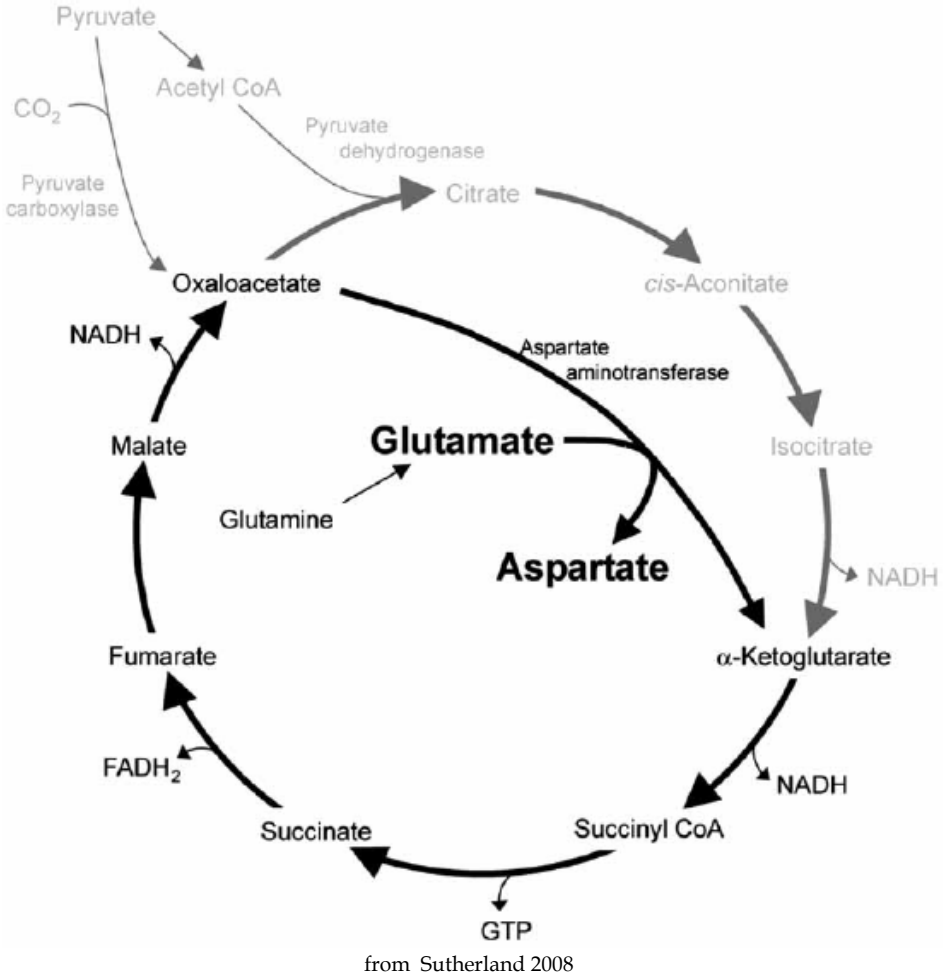 Pyruvate
Acetyl CoA
CO₂
Pyruvate
dehydrogenase
Pyruvate
carboxylase
Citrate
Oxaloacetate
cis-Aconitate
NADH
Aspartate
aminotransferase
Malate
Glutamate
Isocitrate
Glutamine
Aspartate
NADH
Fumarate
α-Ketoglutarate
FADH₂
NADH
Succinate
Succinyl CoA
GTP
from Sutherland 2008